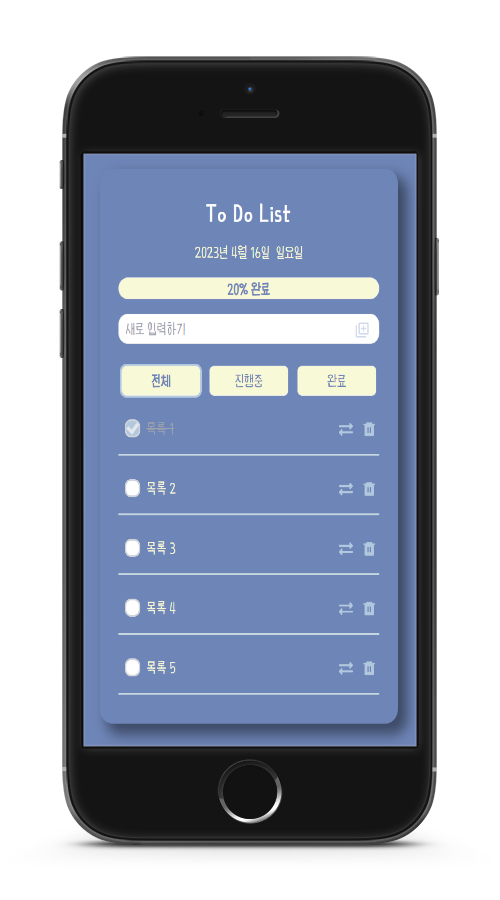 To Do List
2023년 4월 16일 일요일
20% 완료
새로 입력하기
전체 진행중 완료
목록 1
목록 2
목록 3
목록 4
목록 5